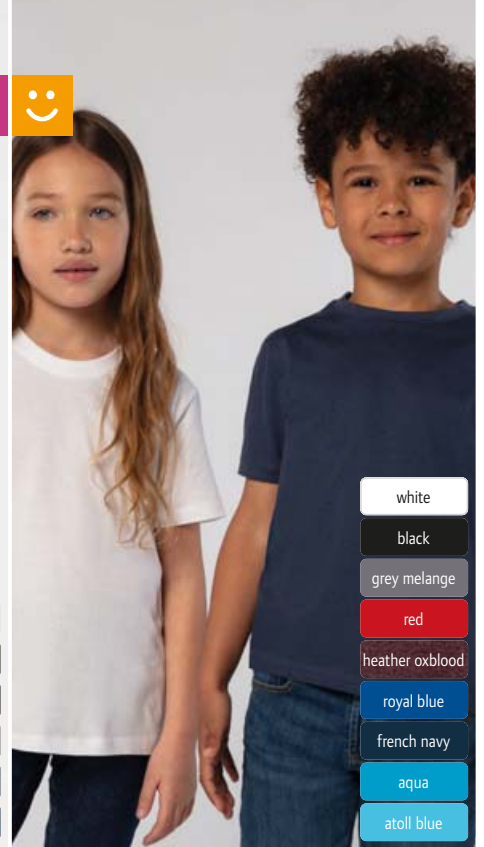 white
black
grey melange
red
heather oxblood
royal blue
french navy
aqua
atoll blue